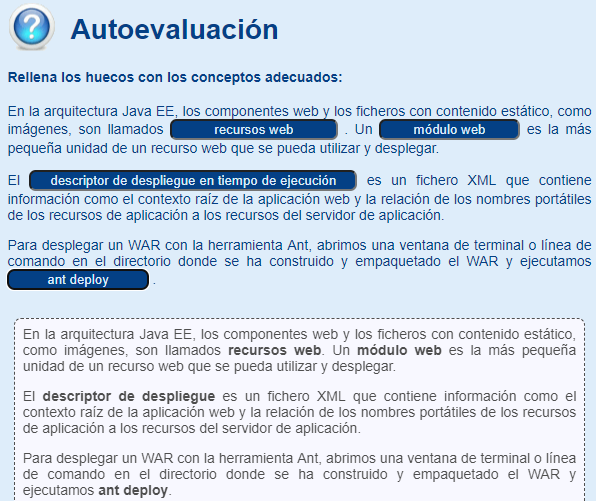 Autoevaluación
Rellena los huecos con los conceptos adecuados:
En la arquitectura Java EE, los componentes web y los ficheros con contenido estático, como
imágenes, son llamados recursos web . Un módulo web es la más
pequeña unidad de un recurso web que se pueda utilizar y desplegar.
El descriptor de despliegue en tiempo de ejecución es un fichero XML que contiene
información como el contexto raíz de la aplicación web y la relación de los nombres portátiles
de los recursos de aplicación a los recursos del servidor de aplicación.
Para desplegar un WAR con la herramienta Ant, abrimos una ventana de terminal o línea de
comando en el directorio donde se ha construido y empaquetado el WAR y ejecutamos
ant deploy .
En la arquitectura Java EE, los componentes web y los ficheros con contenido estático,
como imágenes, son llamados recursos web. Un módulo web es la más pequeña
unidad de un recurso web que se pueda utilizar y desplegar.
El descriptor de despliegue es un fichero XML que contiene información como el
contexto raíz de la aplicación web y la relación de los nombres portátiles de los recursos
de aplicación a los recursos del servidor de aplicación.
Para desplegar un WAR con la herramienta Ant, abrimos una ventana de terminal o línea
de comando en el directorio donde se ha construido y empaquetado el WAR y
ejecutamos ant deploy.